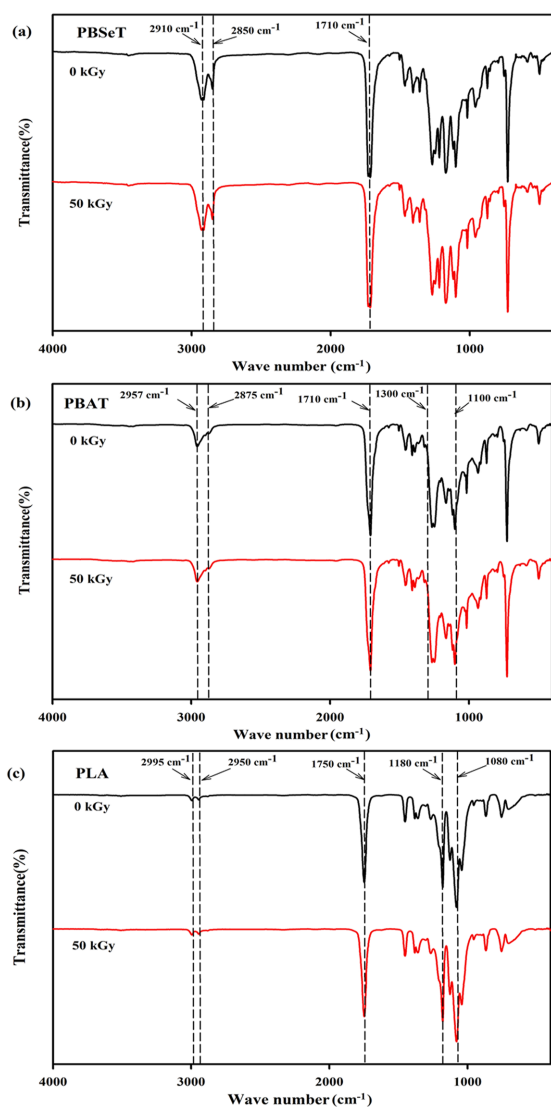 (a)
PBSeT
2910 cm⁻¹
2850 cm⁻¹
1710 cm⁻¹
0 kGy
50 kGy
Transmittance(%)
4000 3000 2000 1000
Wave number (cm⁻¹)
(b)
PBAT
2957 cm⁻¹
2875 cm⁻¹
1710 cm⁻¹
1300 cm⁻¹
1100 cm⁻¹
0 kGy
50 kGy
Transmittance(%)
4000 3000 2000 1000
Wave number (cm⁻¹)
(c)
PLA
2995 cm⁻¹
2950 cm⁻¹
1750 cm⁻¹
1180 cm⁻¹
1080 cm⁻¹
0 kGy
50 kGy
Transmittance(%)
4000 3000 2000 1000
Wave number (cm⁻¹)